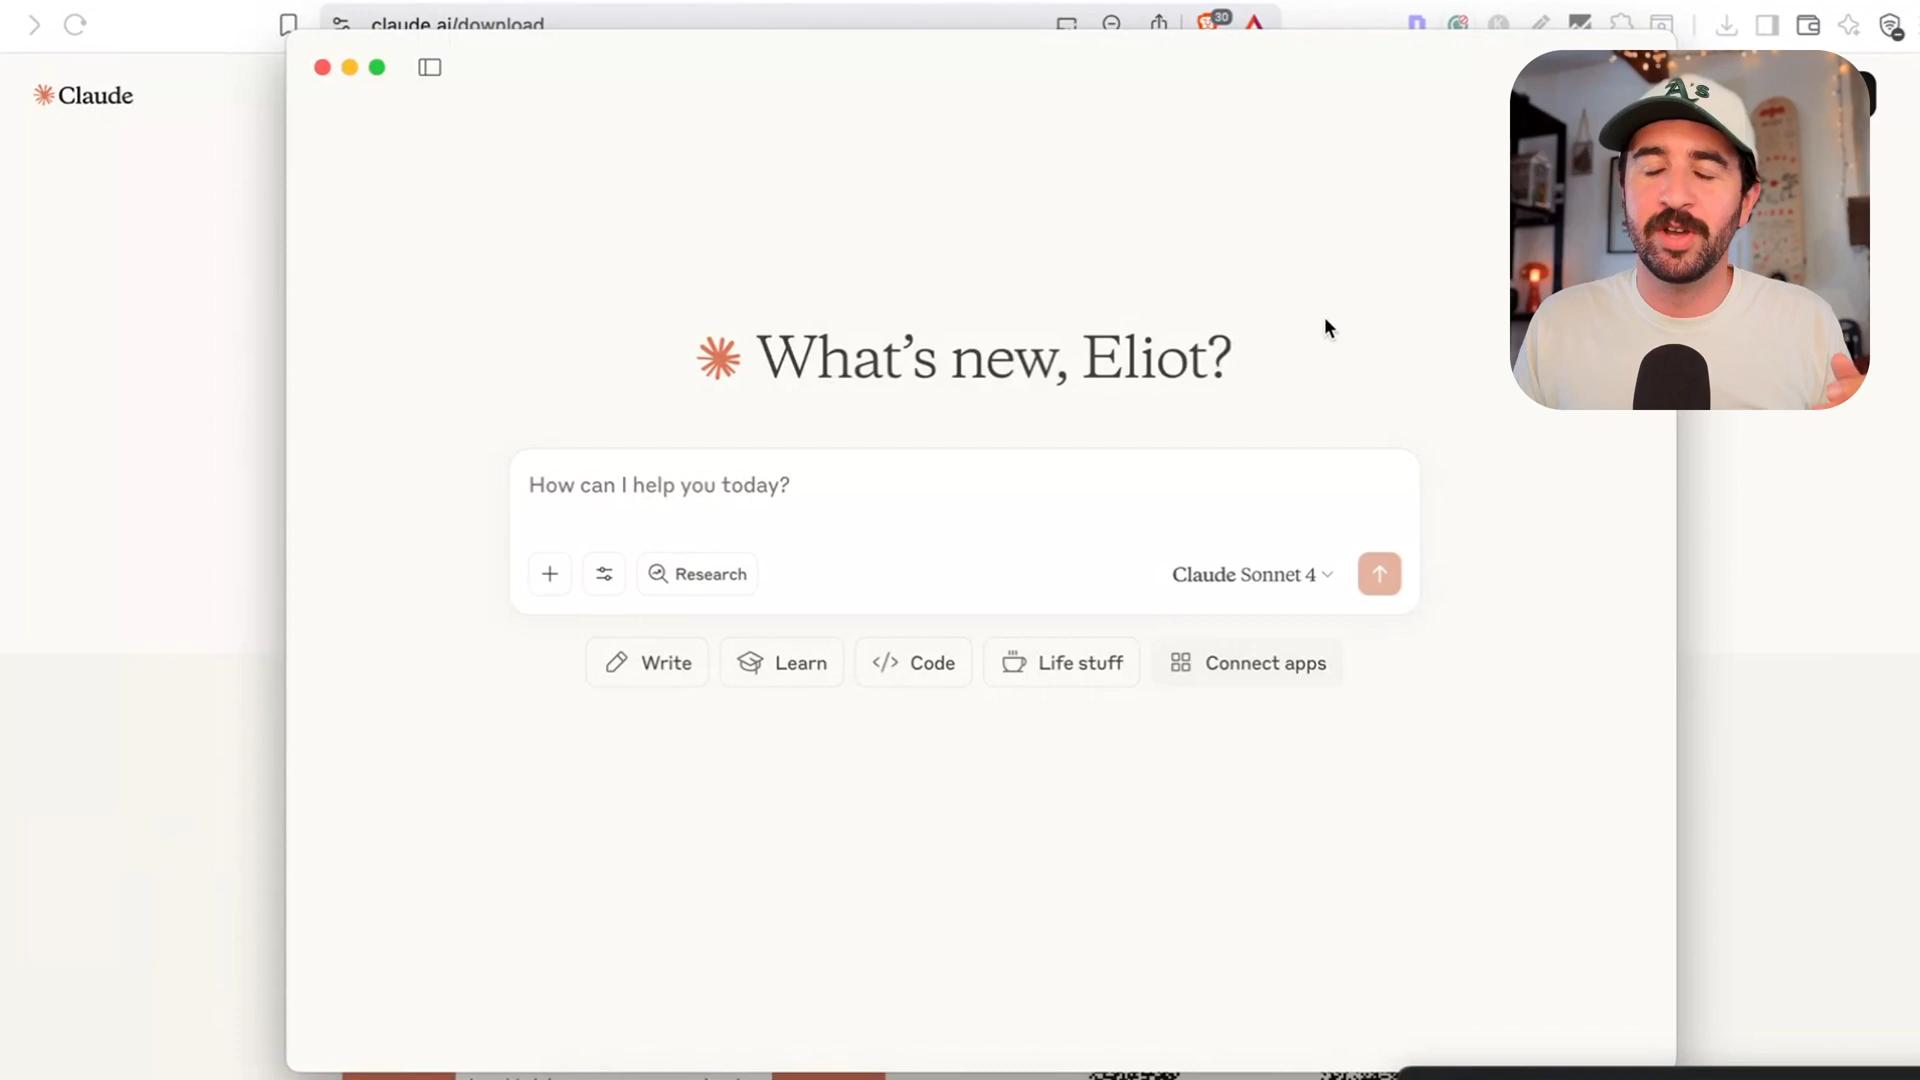 claude.ai/download
30
Claude
A's
What's new, Eliot?
How can I help you today?
Research
Claude Sonnet 4
Write
Learn
Code
Life stuff
Connect apps